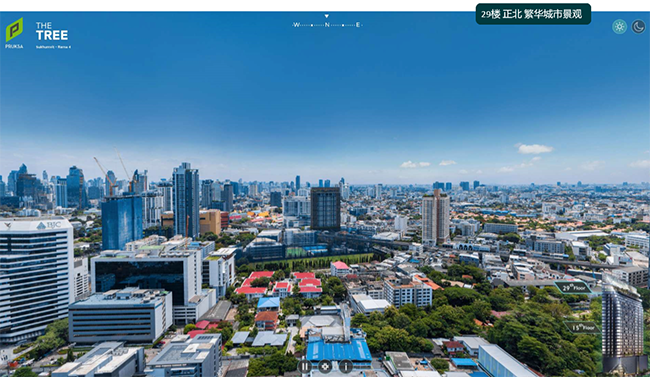 29楼 正北 繁华城市景观
THE
TREE
Sukhumvit - Rama 4
PRUKSA
W N E
29th Floor
15th Floor